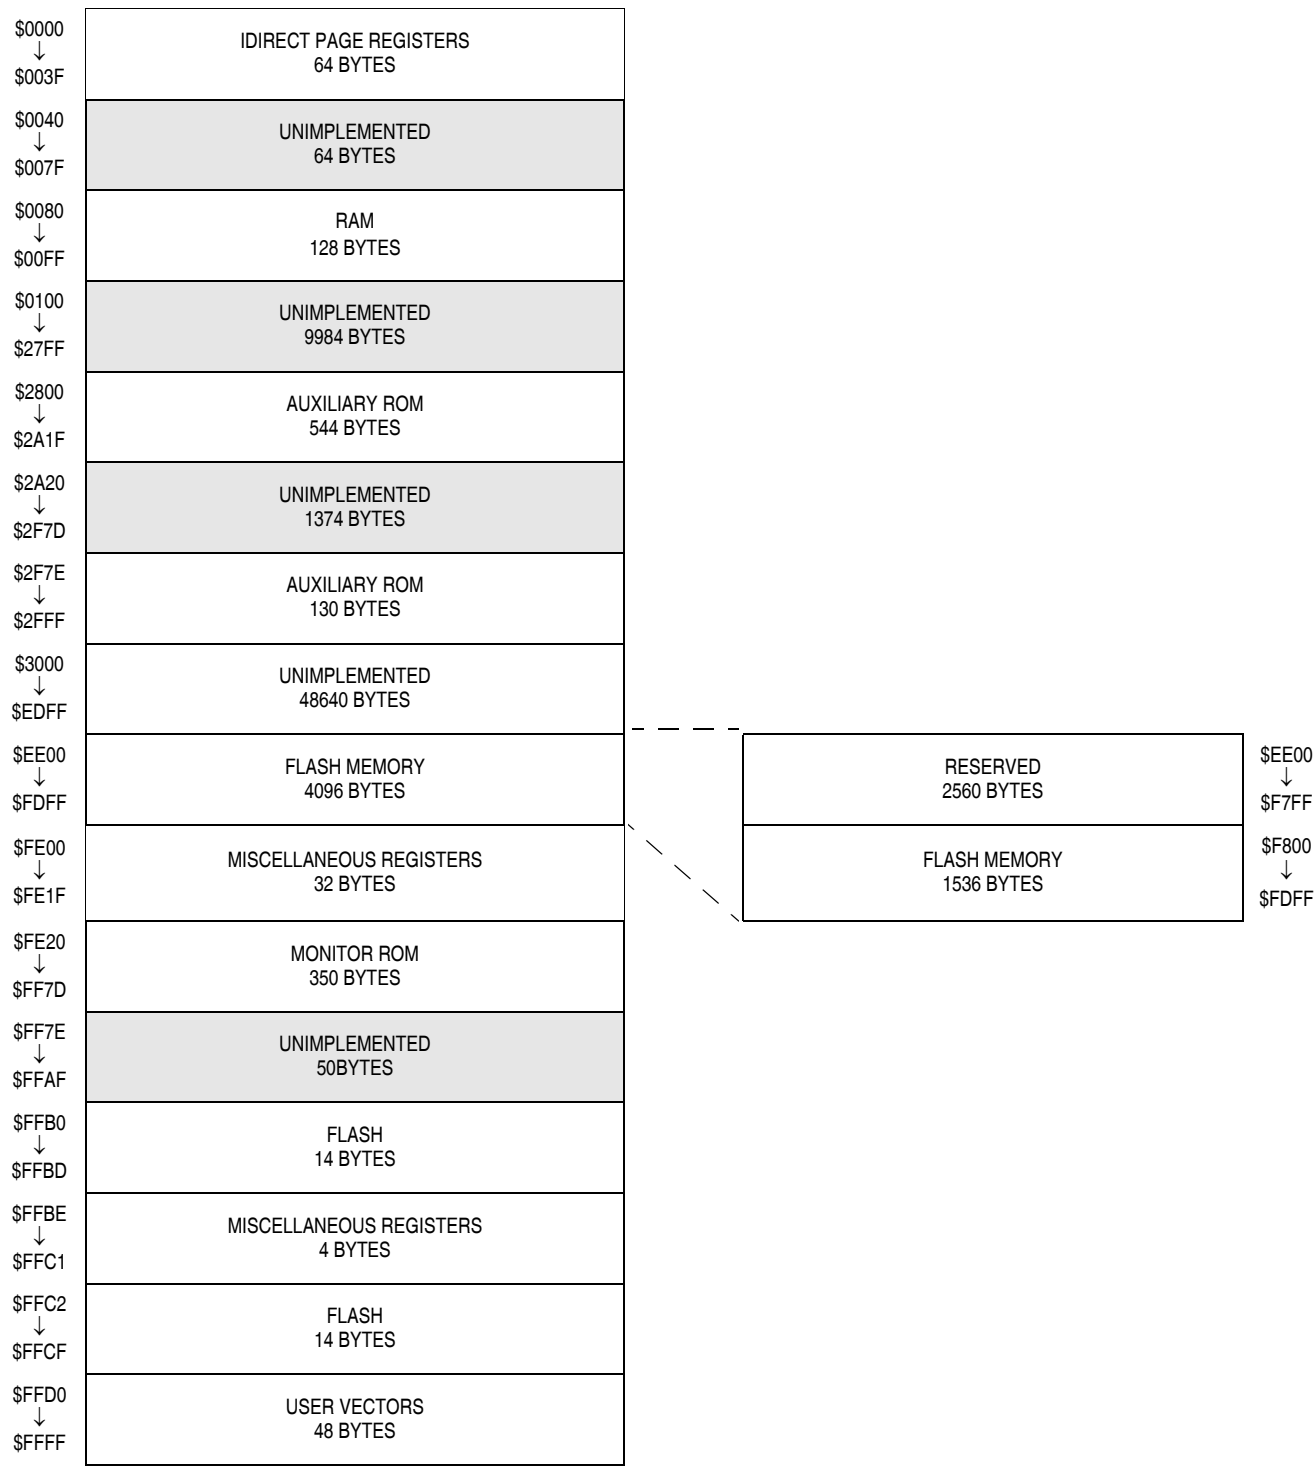 $0000
↓
$003F
IDIRECT PAGE REGISTERS
64 BYTES
$0040
↓
$007F
UNIMPLEMENTED
64 BYTES
$0080
↓
$00FF
RAM
128 BYTES
$0100
↓
$27FF
UNIMPLEMENTED
9984 BYTES
$2800
↓
$2A1F
AUXILIARY ROM
544 BYTES
$2A20
↓
$2F7D
UNIMPLEMENTED
1374 BYTES
$2F7E
↓
$2FFF
AUXILIARY ROM
130 BYTES
$3000
↓
$EDFF
UNIMPLEMENTED
48640 BYTES
$EE00
↓
$FDFF
FLASH MEMORY
4096 BYTES
RESERVED
2560 BYTES
$EE00
↓
$F7FF
$FE00
↓
$FE1F
MISCELLANEOUS REGISTERS
32 BYTES
FLASH MEMORY
1536 BYTES
$F800
↓
$FDFF
$FE20
↓
$FF7D
MONITOR ROM
350 BYTES
$FF7E
↓
$FFAF
UNIMPLEMENTED
50BYTES
$FFB0
↓
$FFBD
FLASH
14 BYTES
$FFBE
↓
$FFC1
MISCELLANEOUS REGISTERS
4 BYTES
$FFC2
↓
$FFCF
FLASH
14 BYTES
$FFD0
↓
$FFFF
USER VECTORS
48 BYTES